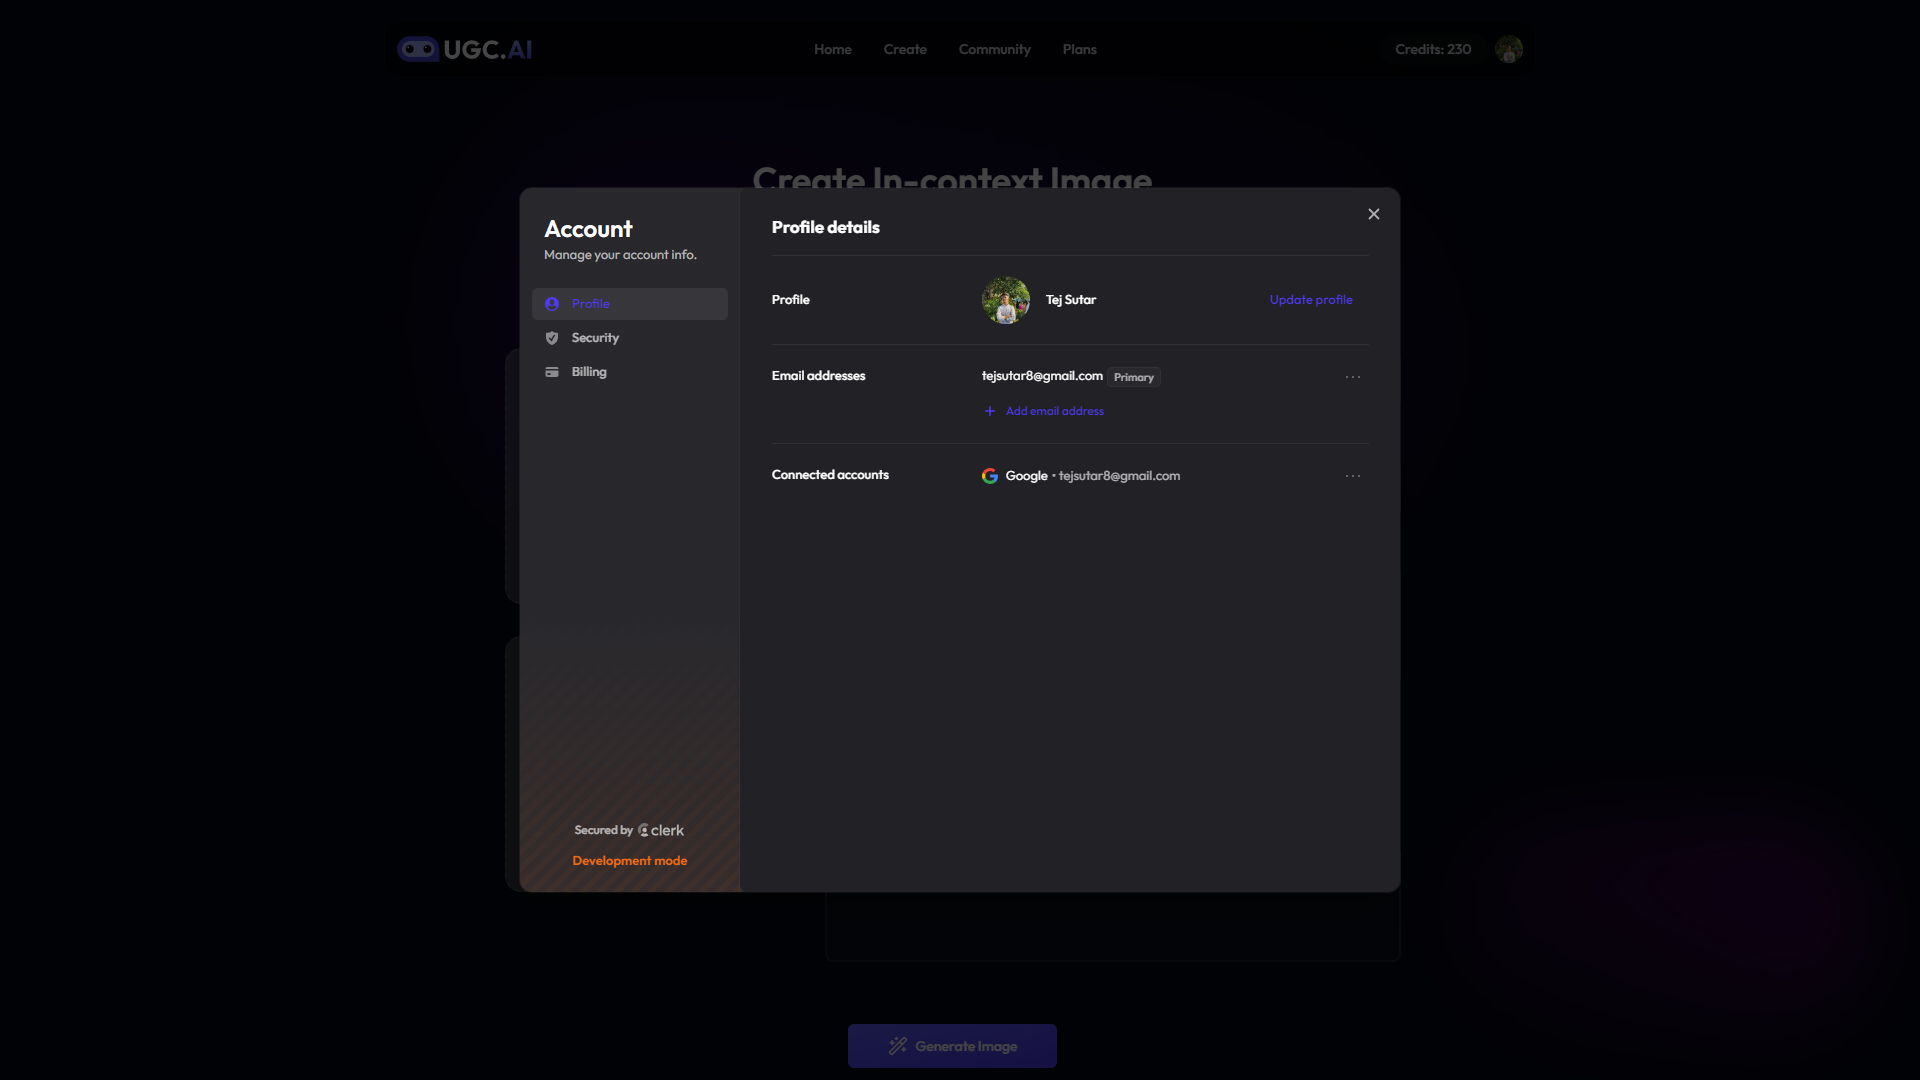 UGC.AI
Home
Create
Community
Plans
Credits: 230
Create In-context Image
Account
Manage your account info.
Profile
Security
Billing
Secured by clerk
Development mode
Profile details
Profile
Tej Sutar
Update profile
Email addresses
tejsutar8@gmail.com Primary
+ Add email address
Connected accounts
Google • tejsutar8@gmail.com
Generate Image